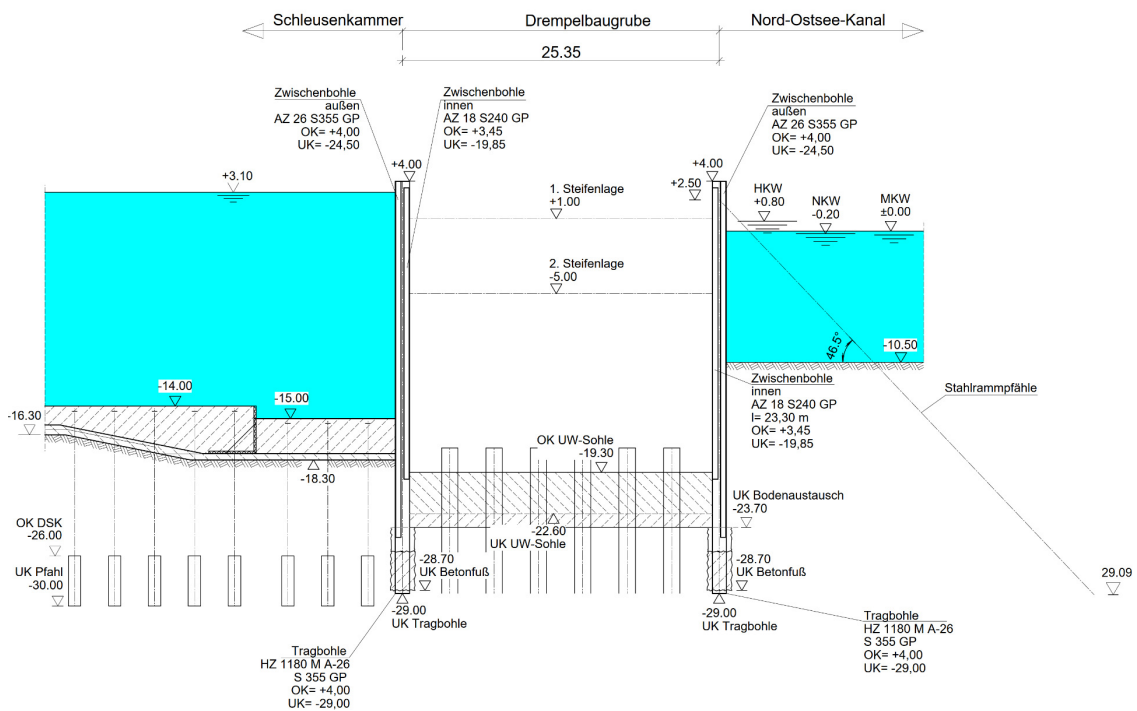 Schleusenkammer
Drempelbaugrube
Nord-Ostsee-Kanal
25.35
Zwischenbohle
außen
AZ 26 S355 GP
OK= +4,00
UK= -24,50
Zwischenbohle
innen
AZ 18 S240 GP
OK= +3,45
UK= -19,85
Zwischenbohle
außen
AZ 26 S355 GP
OK= +4,00
UK= -24,50
+3.10
+4.00
1. Steifenlage
+1.00
2. Steifenlage
-5.00
+4.00
+2.50
HKW
+0.80
NKW
-0.20
MKW
±0.00
46.5°
-10.50
Zwischenbohle
innen
AZ 18 S240 GP
l= 23,30 m
OK= +3,45
UK= -19,85
Stahlrammpfähle
-14.00
-15.00
-16.30
-18.30
OK UW-Sohle
-19.30
-22.60
UK UW-Sohle
UK Bodenaustausch
-23.70
OK DSK
-26.00
UK Pfahl
-30.00
-28.70
UK Betonfuß
-28.70
UK Betonfuß
29.09
-29.00
UK Tragbohle
-29.00
UK Tragbohle
Tragbohle
HZ 1180 M A-26
S 355 GP
OK= +4,00
UK= -29,00
Tragbohle
HZ 1180 M A-26
S 355 GP
OK= +4,00
UK= -29,00